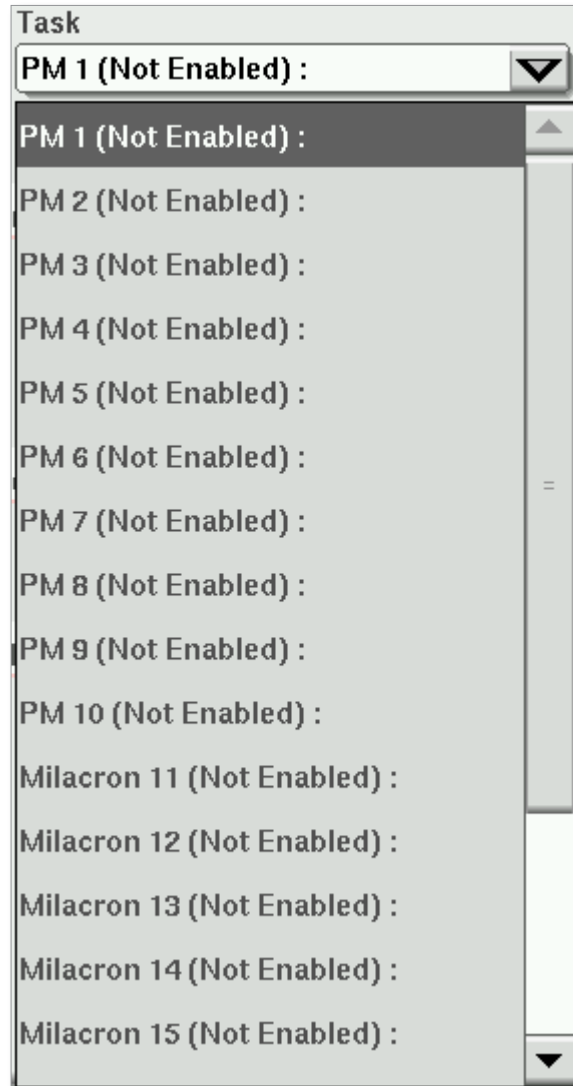 Task
PM 1 (Not Enabled) :
PM 1 (Not Enabled) :
PM 2 (Not Enabled) :
PM 3 (Not Enabled) :
PM 4 (Not Enabled) :
PM 5 (Not Enabled) :
PM 6 (Not Enabled) :
PM 7 (Not Enabled) :
PM 8 (Not Enabled) :
PM 9 (Not Enabled) :
PM 10 (Not Enabled) :
Milacron 11 (Not Enabled) :
Milacron 12 (Not Enabled) :
Milacron 13 (Not Enabled) :
Milacron 14 (Not Enabled) :
Milacron 15 (Not Enabled) :